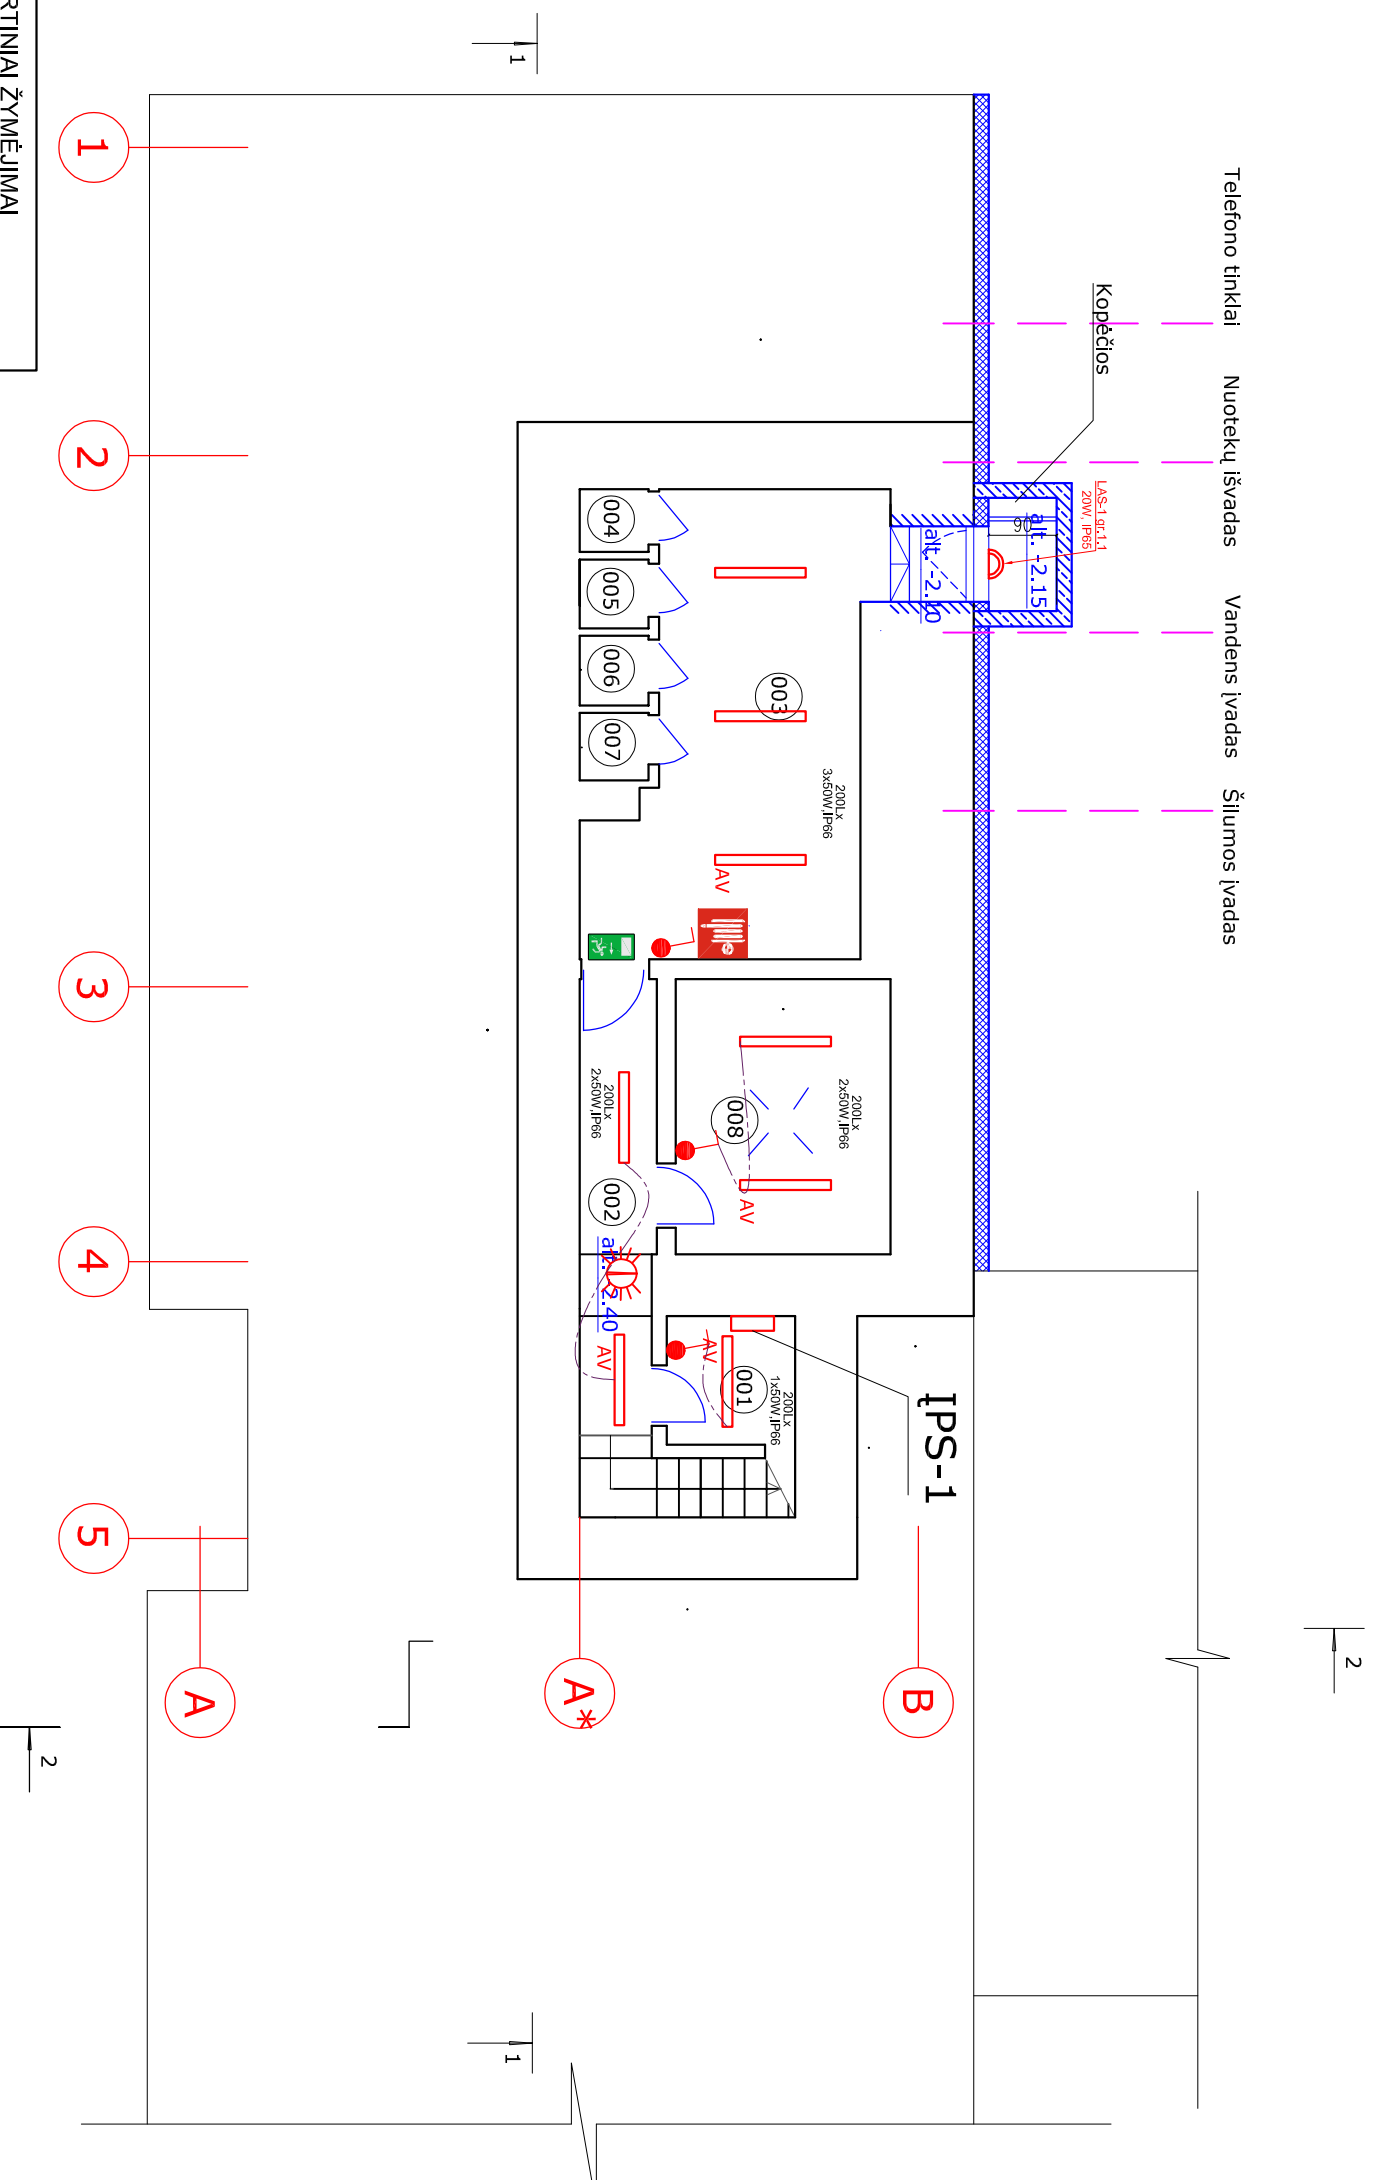 RTINIAI ŽYMĖJIMAI
Telefono tinklai
Nuotekų išvadas
Vandens įvadas
Šilumos įvadas
Kopėčios
LAS-1 gr.1.1
20W, IP65
90
alt. -2.15
alt. -2.10
004
005
006
007
003
200Lx
3x50W,IP66
AV
200Lx
2x50W,IP66
008
AV
200Lx
2x50W,IP66
002
alt. -2.40
AV
AV
001
200Lx
1x50W,IP66
ĮPS-1
1
2
3
4
5
A
A*
B
1
1
2
2